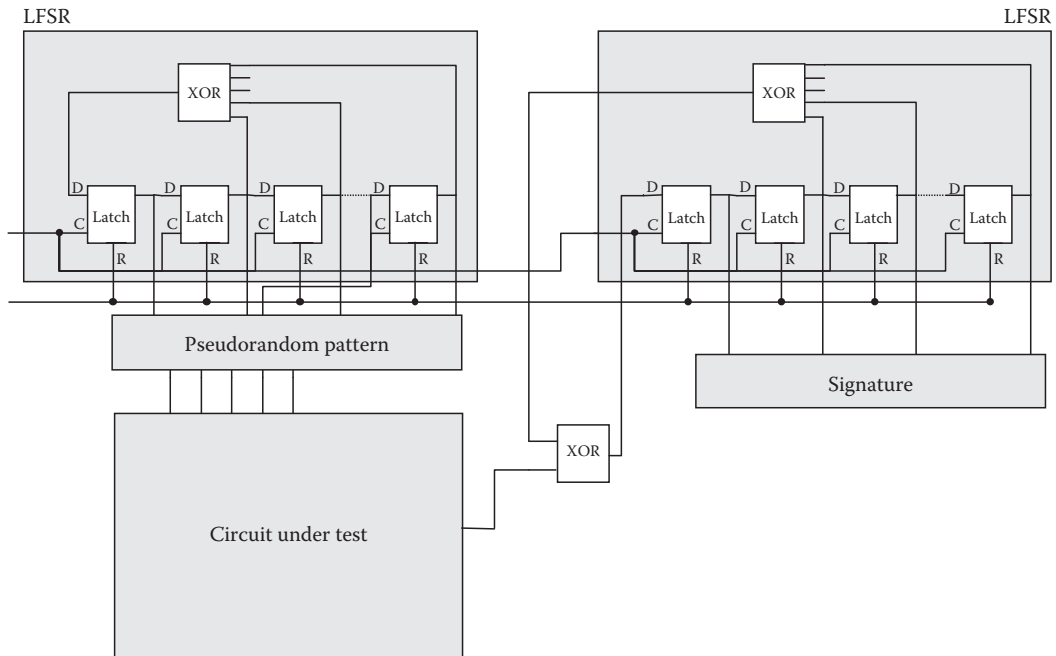 LFSR
LFSR
XOR
XOR
D
D
D
D
D
D
D
D
Latch
Latch
Latch
Latch
Latch
Latch
Latch
Latch
C
C
C
C
C
C
C
C
R
R
R
R
R
R
R
R
Pseudorandom pattern
Signature
XOR
Circuit under test